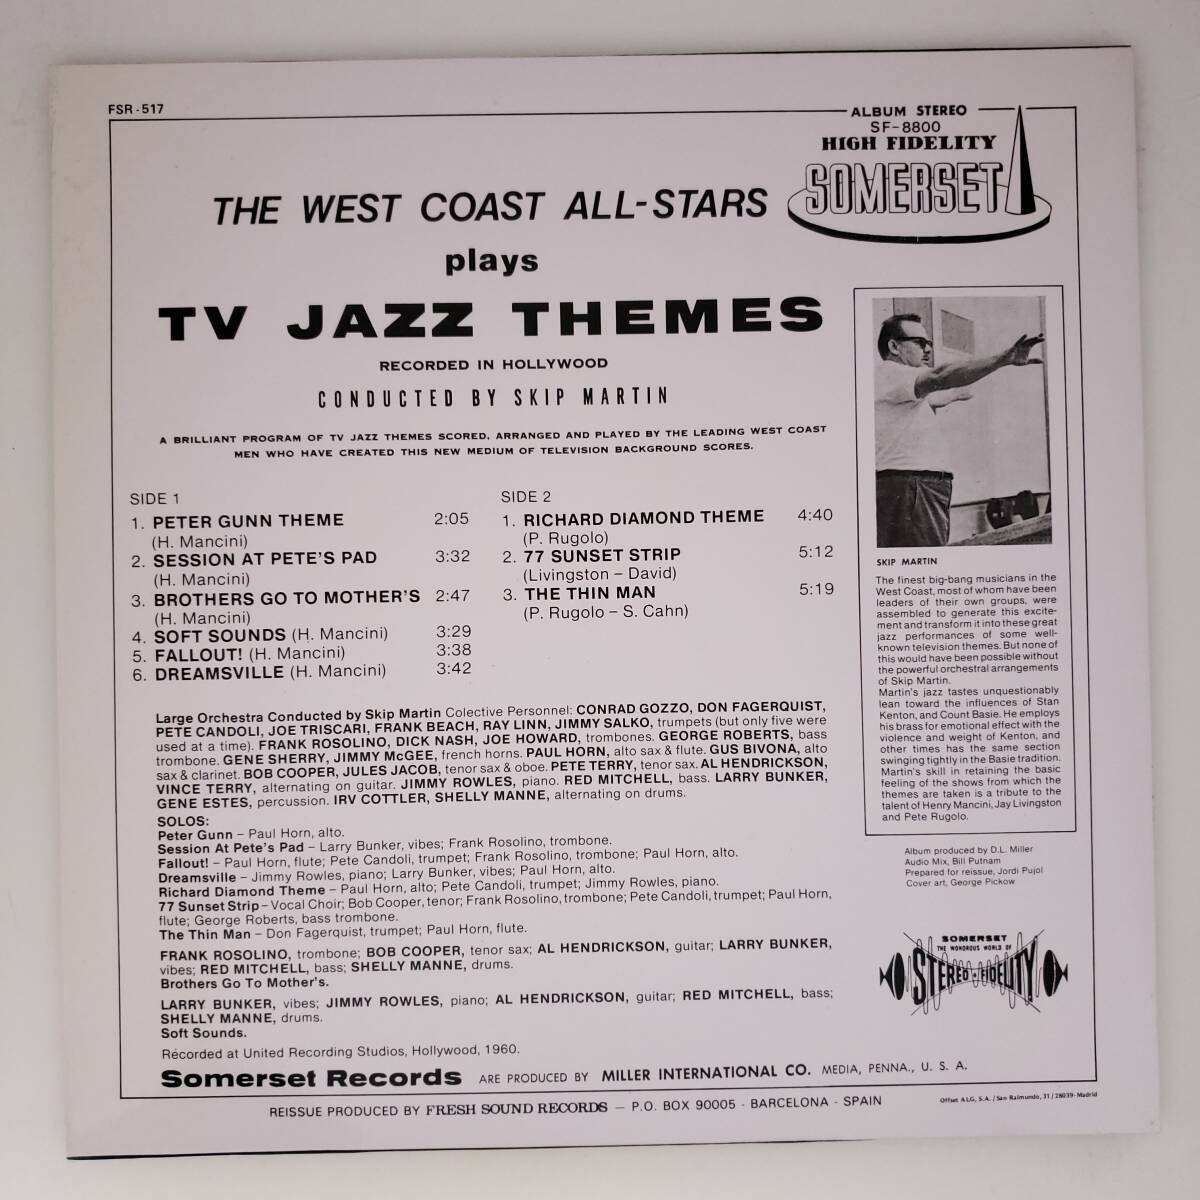 FSR - 517
ALBUM STEREO
SF-8800
HIGH FIDELITY
SOMERSET
THE WEST COAST ALL-STARS
plays
TV JAZZ THEMES
RECORDED IN HOLLYWOOD
CONDUCTED BY SKIP MARTIN
A BRILLIANT PROGRAM OF TV JAZZ THEMES SCORED, ARRANGED AND PLAYED BY THE LEADING WEST COAST
MEN WHO HAVE CREATED THIS NEW MEDIUM OF TELEVISION BACKGROUND SCORES.
SIDE 1
1. PETER GUNN THEME 2:05
(H. Mancini)
2. SESSION AT PETE'S PAD 3:32
(H. Mancini)
3. BROTHERS GO TO MOTHER'S 2:47
(H. Mancini)
4. SOFT SOUNDS (H. Mancini) 3:29
5. FALLOUT! (H. Mancini) 3:38
6. DREAMSVILLE (H. Mancini) 3:42
SIDE 2
1. RICHARD DIAMOND THEME 4:40
(P. Rugolo)
2. 77 SUNSET STRIP 5:12
(Livingston – David)
3. THE THIN MAN 5:19
(P. Rugolo – S. Cahn)
SKIP MARTIN
The finest big-bang musicians in the
West Coast, most of whom have been
leaders of their own groups, were
assembled to generate this excite-
ment and transform it into these great
jazz performances of some well-
known television themes. But none of
this would have been possible without
the powerful orchestral arrangements
of Skip Martin.
Martin's jazz tastes unquestionably
lean toward the influences of Stan
Kenton, and Count Basie. He employs
his brass for emotional effect with the
violence and weight of Kenton, and
other times has the same section
swinging tightly in the Basie tradition.
Martin's skill in retaining the basic
feeling of the shows from which the
themes are taken is a tribute to the
talent of Henry Mancini, Jay Livingston
and Pete Rugolo.
Large Orchestra Conducted by Skip Martin Colective Personnel: CONRAD GOZZO, DON FAGERQUIST,
PETE CANDOLI, JOE TRISCARI, FRANK BEACH, RAY LINN, JIMMY SALKO, trumpets (but only five were
used at a time). FRANK ROSOLINO, DICK NASH, JOE HOWARD, trombones. GEORGE ROBERTS, bass
trombone. GENE SHERRY, JIMMY McGEE, french horns. PAUL HORN, alto sax & flute. GUS BIVONA, alto
sax & clarinet. BOB COOPER, JULES JACOB, tenor sax & oboe. PETE TERRY, tenor sax. AL HENDRICKSON,
VINCE TERRY, alternating on guitar. JIMMY ROWLES, piano. RED MITCHELL, bass. LARRY BUNKER,
GENE ESTES, percussion. IRV COTTLER, SHELLY MANNE, alternating on drums.
SOLOS:
Peter Gunn – Paul Horn, alto.
Session At Pete's Pad – Larry Bunker, vibes; Frank Rosolino, trombone.
Fallout! – Paul Horn, flute; Pete Candoli, trumpet; Frank Rosolino, trombone; Paul Horn, alto.
Dreamsville – Jimmy Rowles, piano; Larry Bunker, vibes; Paul Horn, alto.
Richard Diamond Theme – Paul Horn, alto; Pete Candoli, trumpet; Jimmy Rowles, piano.
77 Sunset Strip – Vocal Choir; Bob Cooper, tenor; Frank Rosolino, trombone; Pete Candoli, trumpet; Paul Horn,
flute; George Roberts, bass trombone.
The Thin Man – Don Fagerquist, trumpet; Paul Horn, flute.
FRANK ROSOLINO, trombone; BOB COOPER, tenor sax; AL HENDRICKSON, guitar; LARRY BUNKER,
vibes; RED MITCHELL, bass; SHELLY MANNE, drums.
Brothers Go To Mother's.
LARRY BUNKER, vibes; JIMMY ROWLES, piano; AL HENDRICKSON, guitar; RED MITCHELL, bass;
SHELLY MANNE, drums.
Soft Sounds.
Récorded at United Recording Studios, Hollywood, 1960.
Album produced by D.L. Miller
Audio Mix, Bill Putnam
Prepared for reissue, Jordi Pujol
Cover art, George Pickow
SOMERSET
THE WONDROUS WORLD OF
STEREO-FIDELITY
Somerset Records ARE PRODUCED BY MILLER INTERNATIONAL CO. MEDIA, PENNA., U. S. A.
REISSUE PRODUCED BY FRESH SOUND RECORDS – P.O. BOX 90005 - BARCELONA - SPAIN
Offset ALG, S.A. / San Raimundo, 31 / 28039-Madrid